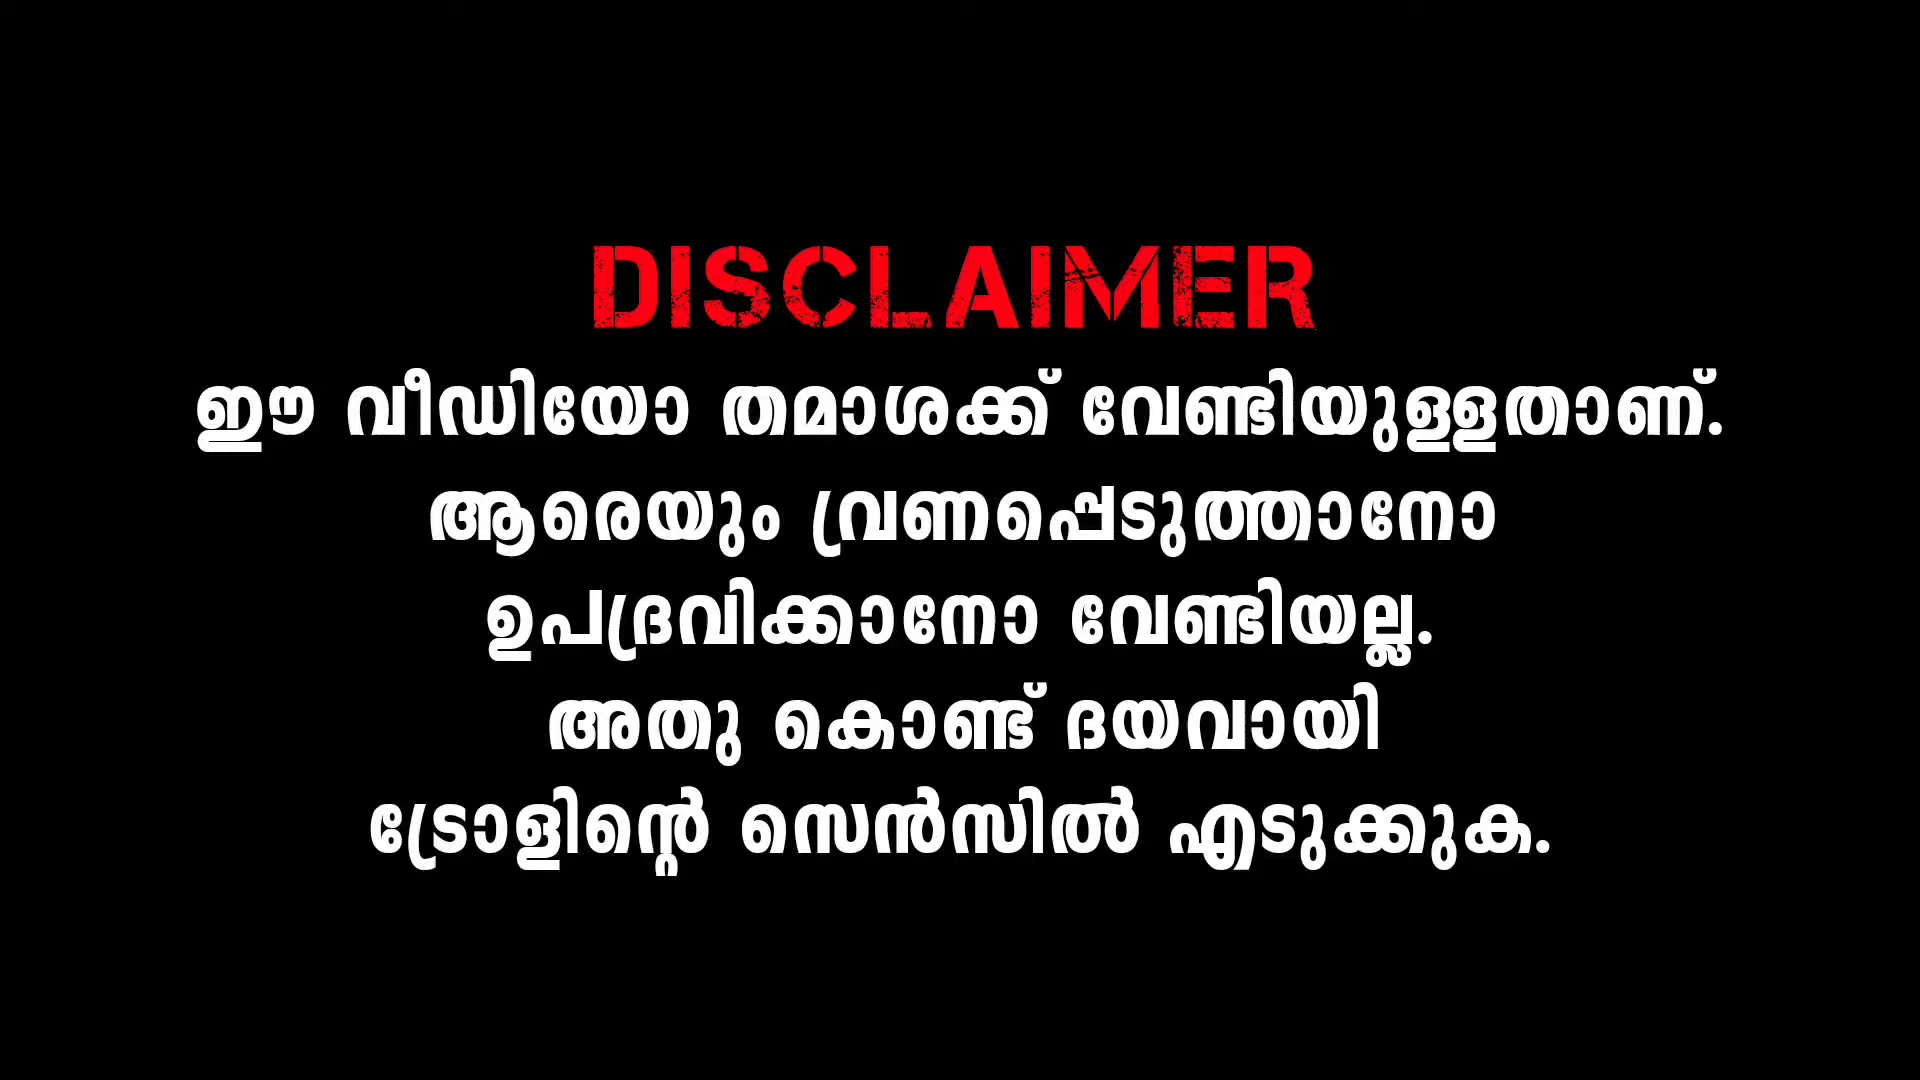 DISCLAIMER
ഈ വീഡിയോ തമാശക്ക് വേണ്ടിയുള്ളതാണ്.
ആരെയും വ്രണപ്പെടുത്താനോ
ഉപദ്രവിക്കാനോ വേണ്ടിയല്ല.
അതു കൊണ്ട് ദയവായി
ട്രോളിന്റെ സെൻസിൽ എടുക്കുക.